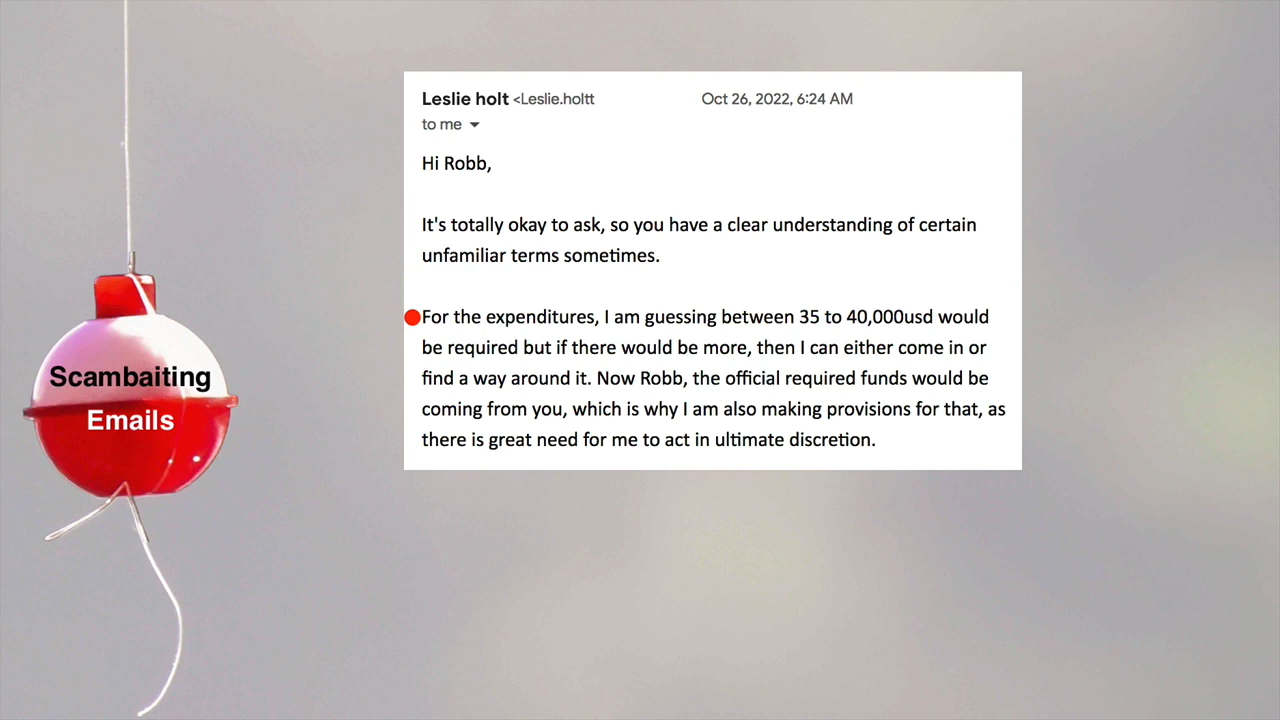 Scambaiting
Emails
Leslie holt <Leslie.holtt
Oct 26, 2022, 6:24 AM
to me
Hi Robb,
It's totally okay to ask, so you have a clear understanding of certain
unfamiliar terms sometimes.
For the expenditures, I am guessing between 35 to 40,000usd would
be required but if there would be more, then I can either come in or
find a way around it. Now Robb, the official required funds would be
coming from you, which is why I am also making provisions for that, as
there is great need for me to act in ultimate discretion.